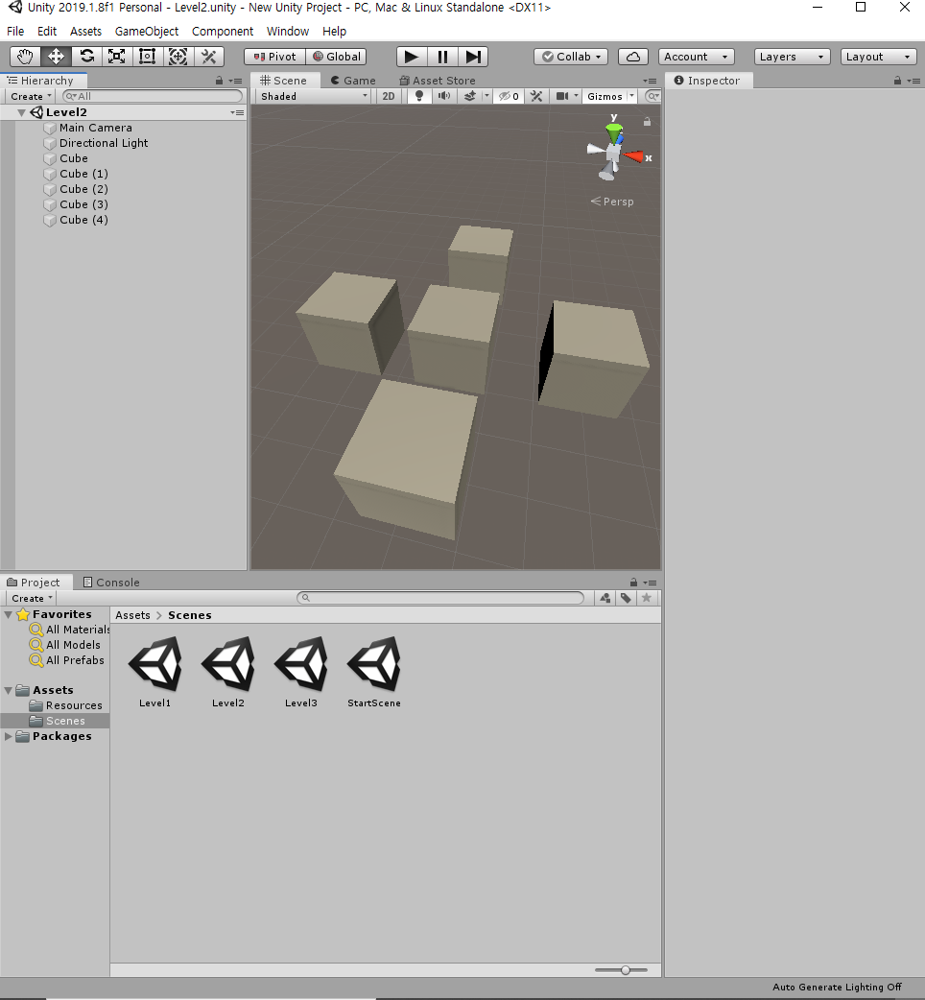 Unity 2019.1.8f1 Personal - Level2.unity - New Unity Project - PC, Mac & Linux Standalone <DX11>
File Edit Assets GameObject Component Window Help
Pivot Global Collab Account Layers Layout
Hierarchy
Create All
Level2
Main Camera
Directional Light
Cube
Cube (1)
Cube (2)
Cube (3)
Cube (4)
Scene Game Asset Store
Shaded 2D 0 Gizmos
y
x
Persp
Inspector
Project Console
Create
Favorites
All Materials
All Models
All Prefabs
Assets
Resources
Scenes
Packages
Assets > Scenes
Level1 Level2 Level3 StartScene
Auto Generate Lighting Off